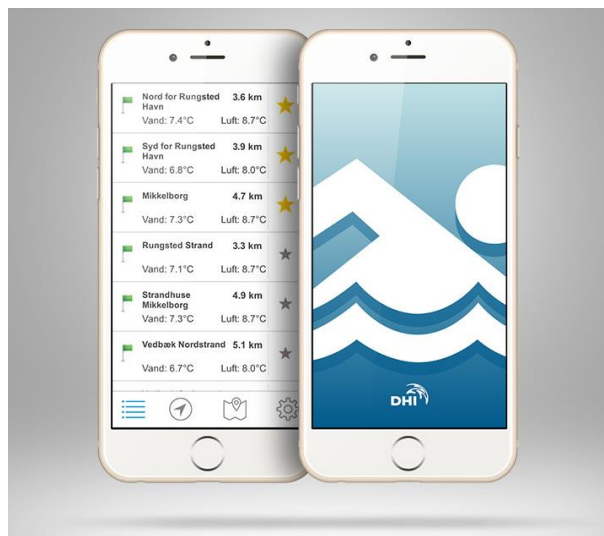 Nord for Rungsted 3.6 km
Havn
Vand: 7.4°C Luft: 8.7°C
Syd for Rungsted 3.9 km
Havn
Vand: 6.8°C Luft: 8.0°C
Mikkelborg 4.7 km
Vand: 7.3°C Luft: 8.7°C
Rungsted Strand 3.3 km
Vand: 7.1°C Luft: 8.7°C
Strandhuse 4.9 km
Mikkelborg
Vand: 7.3°C Luft: 8.7°C
Vedbæk Nordstrand 5.1 km
Vand: 6.7°C Luft: 8.0°C
DHI